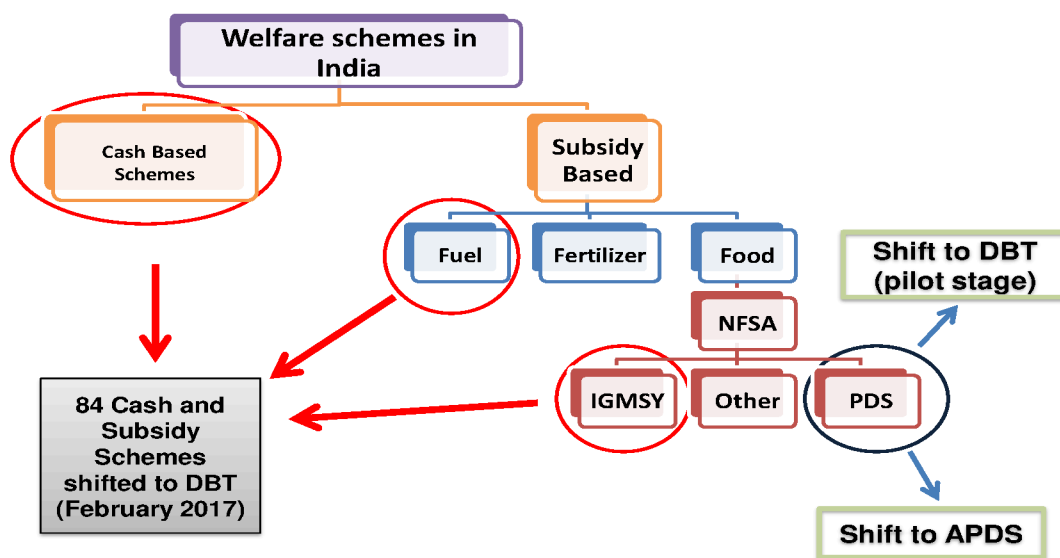 Welfare schemes in
India
Cash Based
Schemes
Subsidy
Based
Fuel
Fertilizer
Food
Shift to DBT
(pilot stage)
NFSA
IGMSY
Other
PDS
84 Cash and
Subsidy
Schemes
shifted to DBT
(February 2017)
Shift to APDS